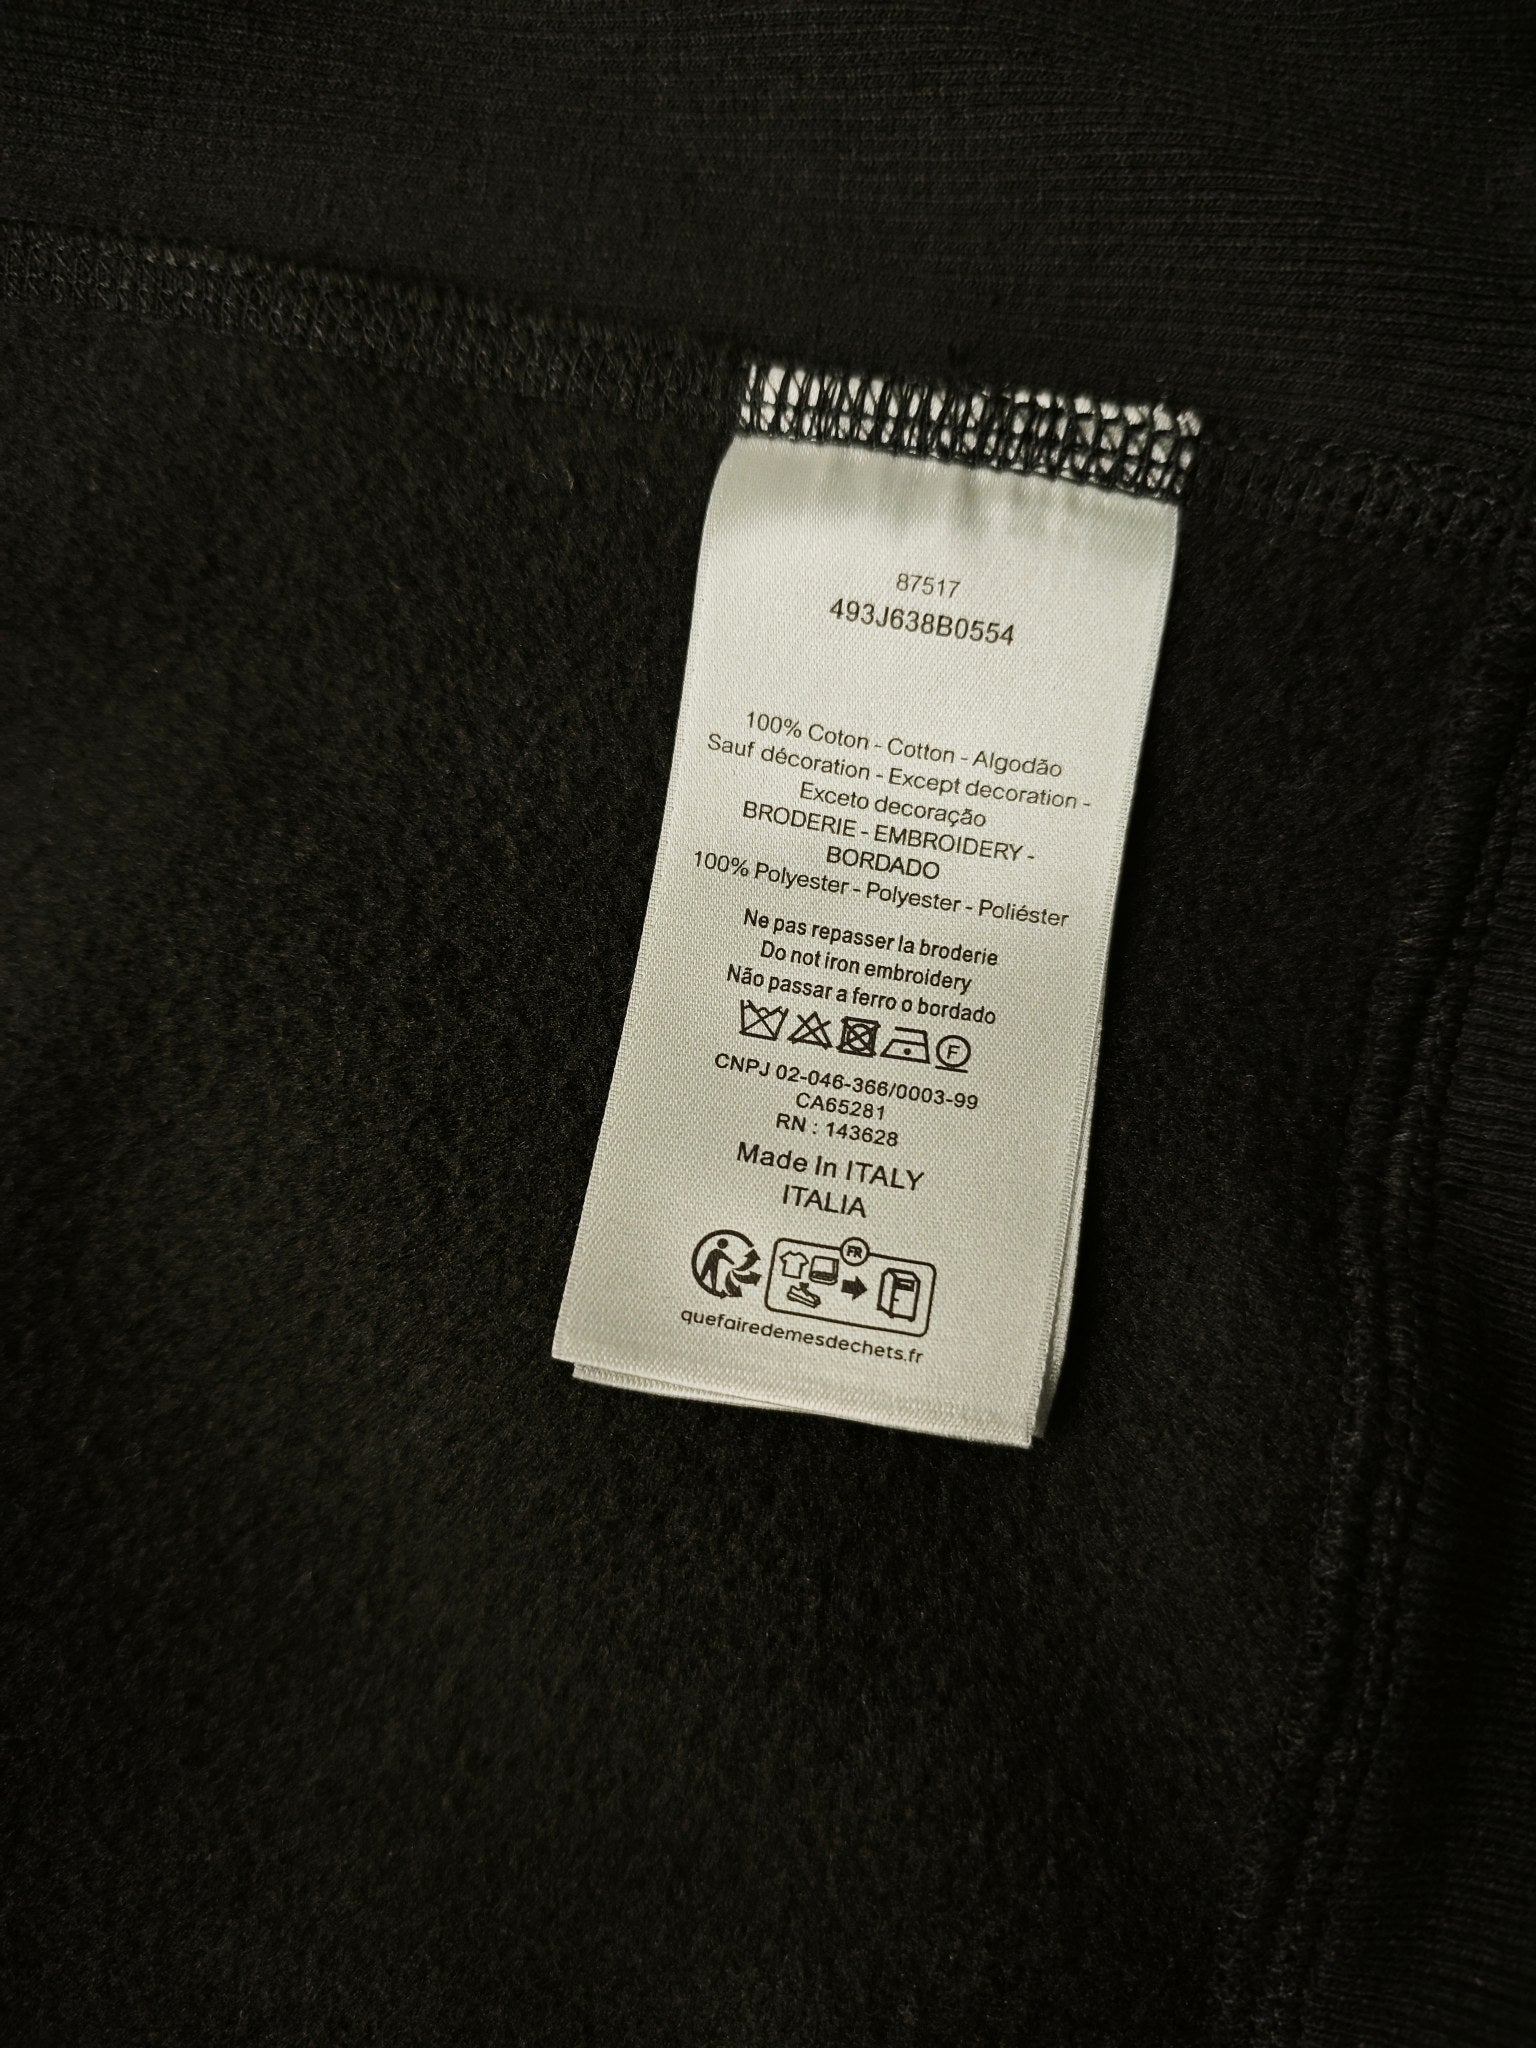 87517
493J638B0554
100% Coton - Cotton - Algodão
Sauf décoration - Except decoration -
Exceto decoração
BRODERIE - EMBROIDERY -
BORDADO
100% Polyester - Polyester - Poliéster
Ne pas repasser la broderie
Do not iron embroidery
Não passar a ferro o bordado
F
CNPJ 02-046-366/0003-99
CA65281
RN : 143628
Made In ITALY
ITALIA
FR
quefairedemesdechets.fr